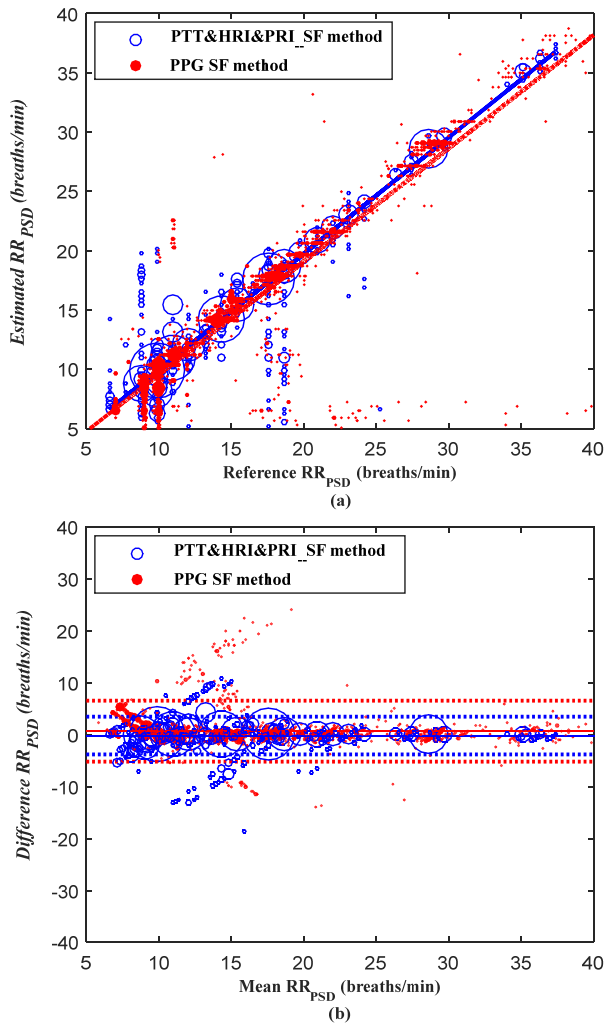 40
35
30
25
20
15
10
5
Estimated RR_PSD (breaths/min)
PTT&HRI&PRI_SF method
PPG SF method
5 10 15 20 25 30 35 40
Reference RR_PSD (breaths/min)
(a)
40
30
20
10
0
-10
-20
-30
-40
Difference RR_PSD (breaths/min)
PTT&HRI&PRI_SF method
PPG SF method
5 10 15 20 25 30 35 40
Mean RR_PSD (breaths/min)
(b)